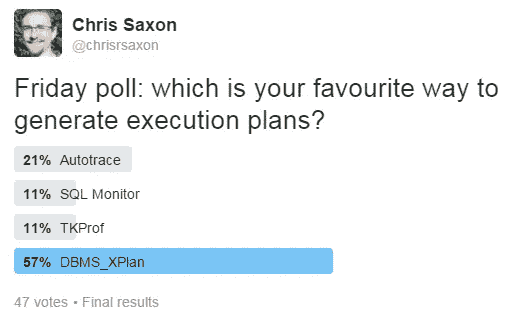 Chris Saxon
@chrisrsaxon
Friday poll: which is your favourite way to
generate execution plans?
21% Autotrace
11% SQL Monitor
11% TKProf
57% DBMS_XPlan
47 votes • Final results